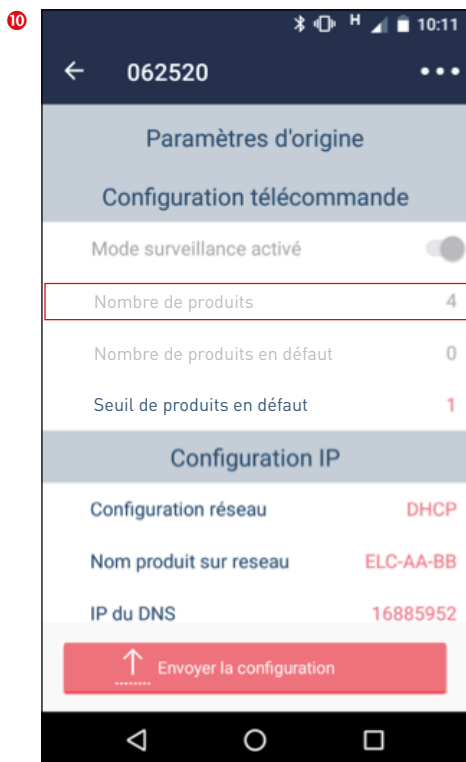 10
H 10:11
062520
Paramètres d'origine
Configuration télécommande
Mode surveillance activé
Nombre de produits 4
Nombre de produits en défaut 0
Seuil de produits en défaut 1
Configuration IP
Configuration réseau DHCP
Nom produit sur reseau ELC-AA-BB
IP du DNS 16885952
Envoyer la configuration